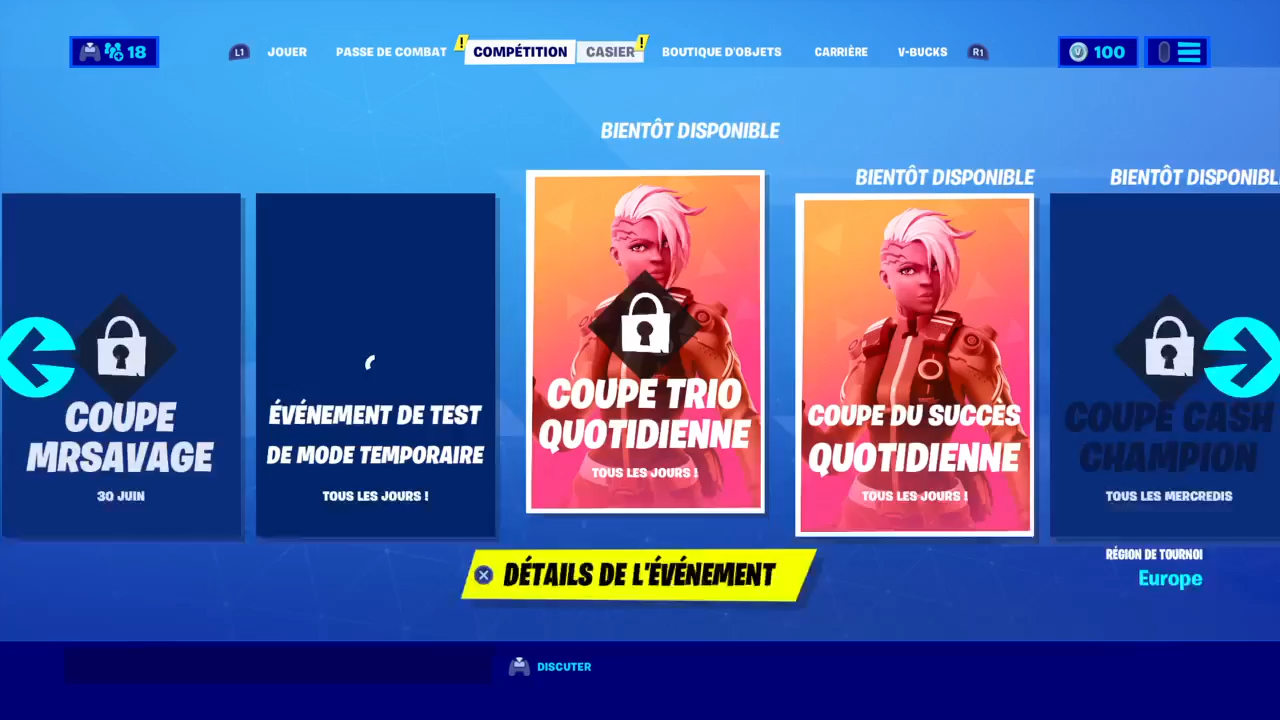 18
L1
JOUER
PASSE DE COMBAT
!
COMPÉTITION
CASIER
!
BOUTIQUE D'OBJETS
CARRIÈRE
V-BUCKS
R1
V
100
BIENTÔT DISPONIBLE
BIENTÔT DISPONIBLE
BIENTÔT DISPONIBL
COUPE
MRSAVAGE
30 JUIN
ÉVÉNEMENT DE TEST
DE MODE TEMPORAIRE
TOUS LES JOURS !
COUPE TRIO
QUOTIDIENNE
TOUS LES JOURS !
COUPE DU SUCCÈS
QUOTIDIENNE
TOUS LES JOURS !
COUPE CASH
CHAMPION
TOUS LES MERCREDIS
DÉTAILS DE L'ÉVÉNEMENT
RÉGION DE TOURNOI
Europe
DISCUTER